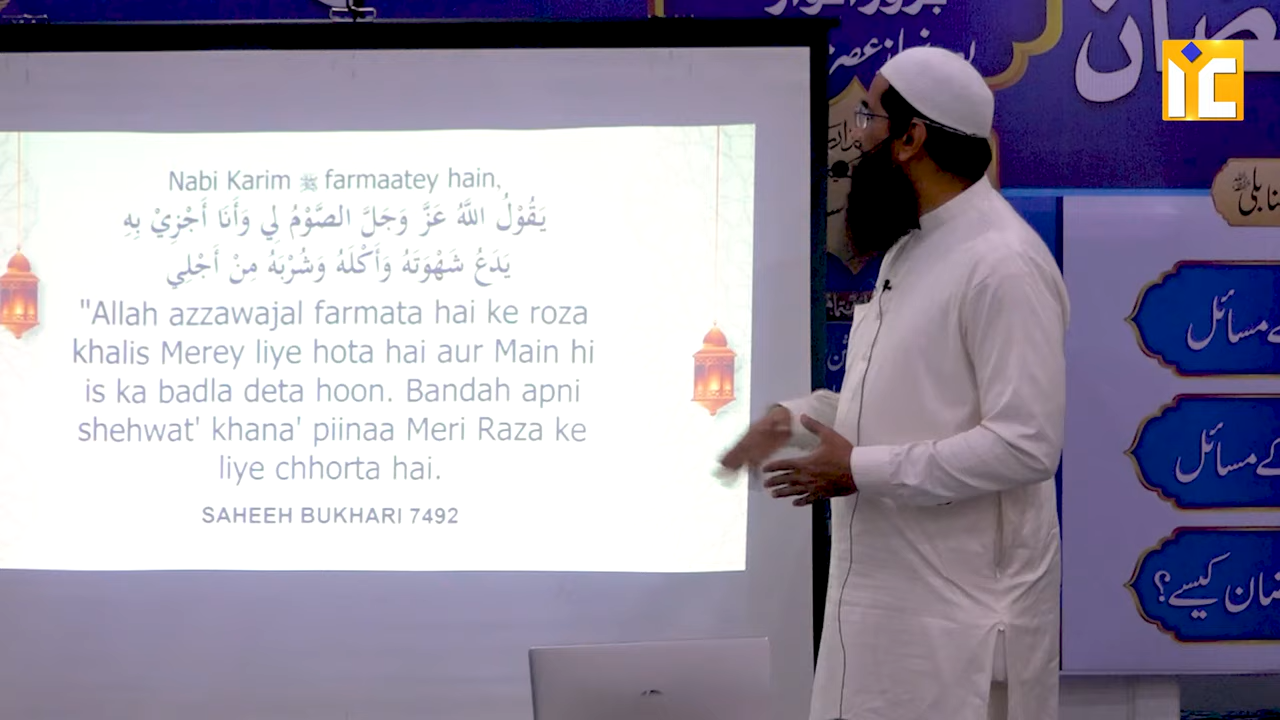 Nabi Karim ﷺ farmaatey hain,
يَقُوْلُ اللَّهُ عَزَّ وَجَلَّ الصَّوْمُ لِي وَأَنَا أَجْزِيْ بِهِ
يَدَعُ شَهْوَتَهُ وَأَكْلَهُ وَشُرْبَهُ مِنْ أَجْلِي
"Allah azzawajal farmata hai ke roza
khalis Merey liye hota hai aur Main hi
is ka badla deta hoon. Bandah apni
shehwat' khana' piinaa Meri Raza ke
liye chhorta hai.
SAHEEH BUKHARI 7492
iYC
مسائل
کے مسائل
کیسے؟